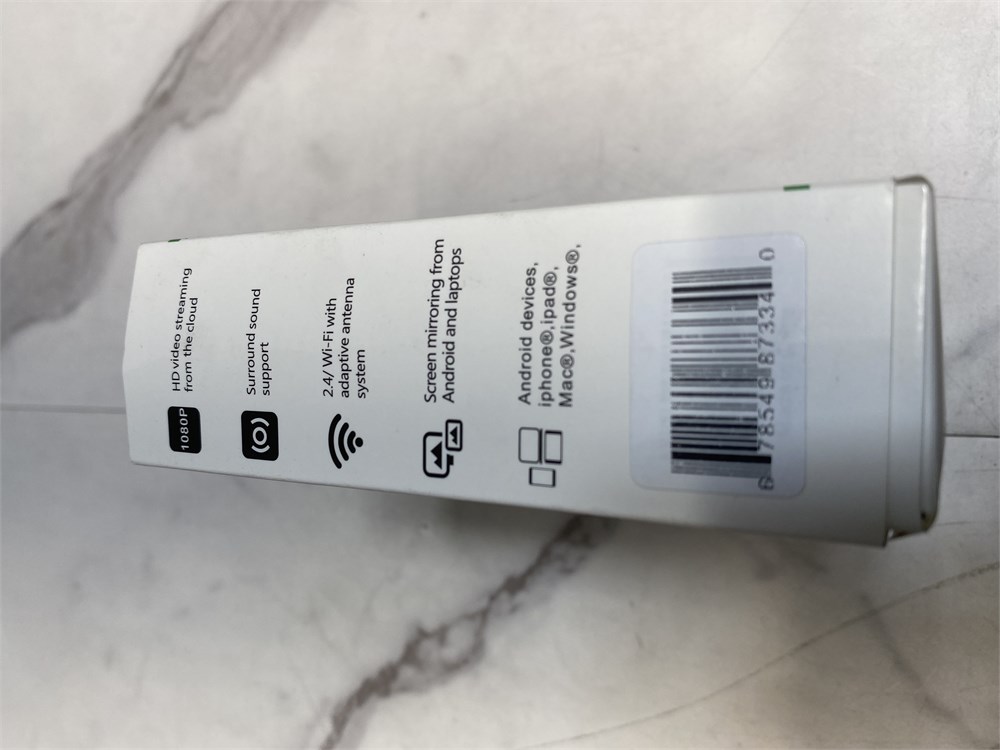 1080P
HD video streaming
from the cloud
Surround sound
support
2.4/ Wi-Fi with
adaptive antenna
system
Screen mirroring from
Android and laptops
Android devices,
iphone®,ipad®,
Mac®,Windows®,
6 78549 87334 0